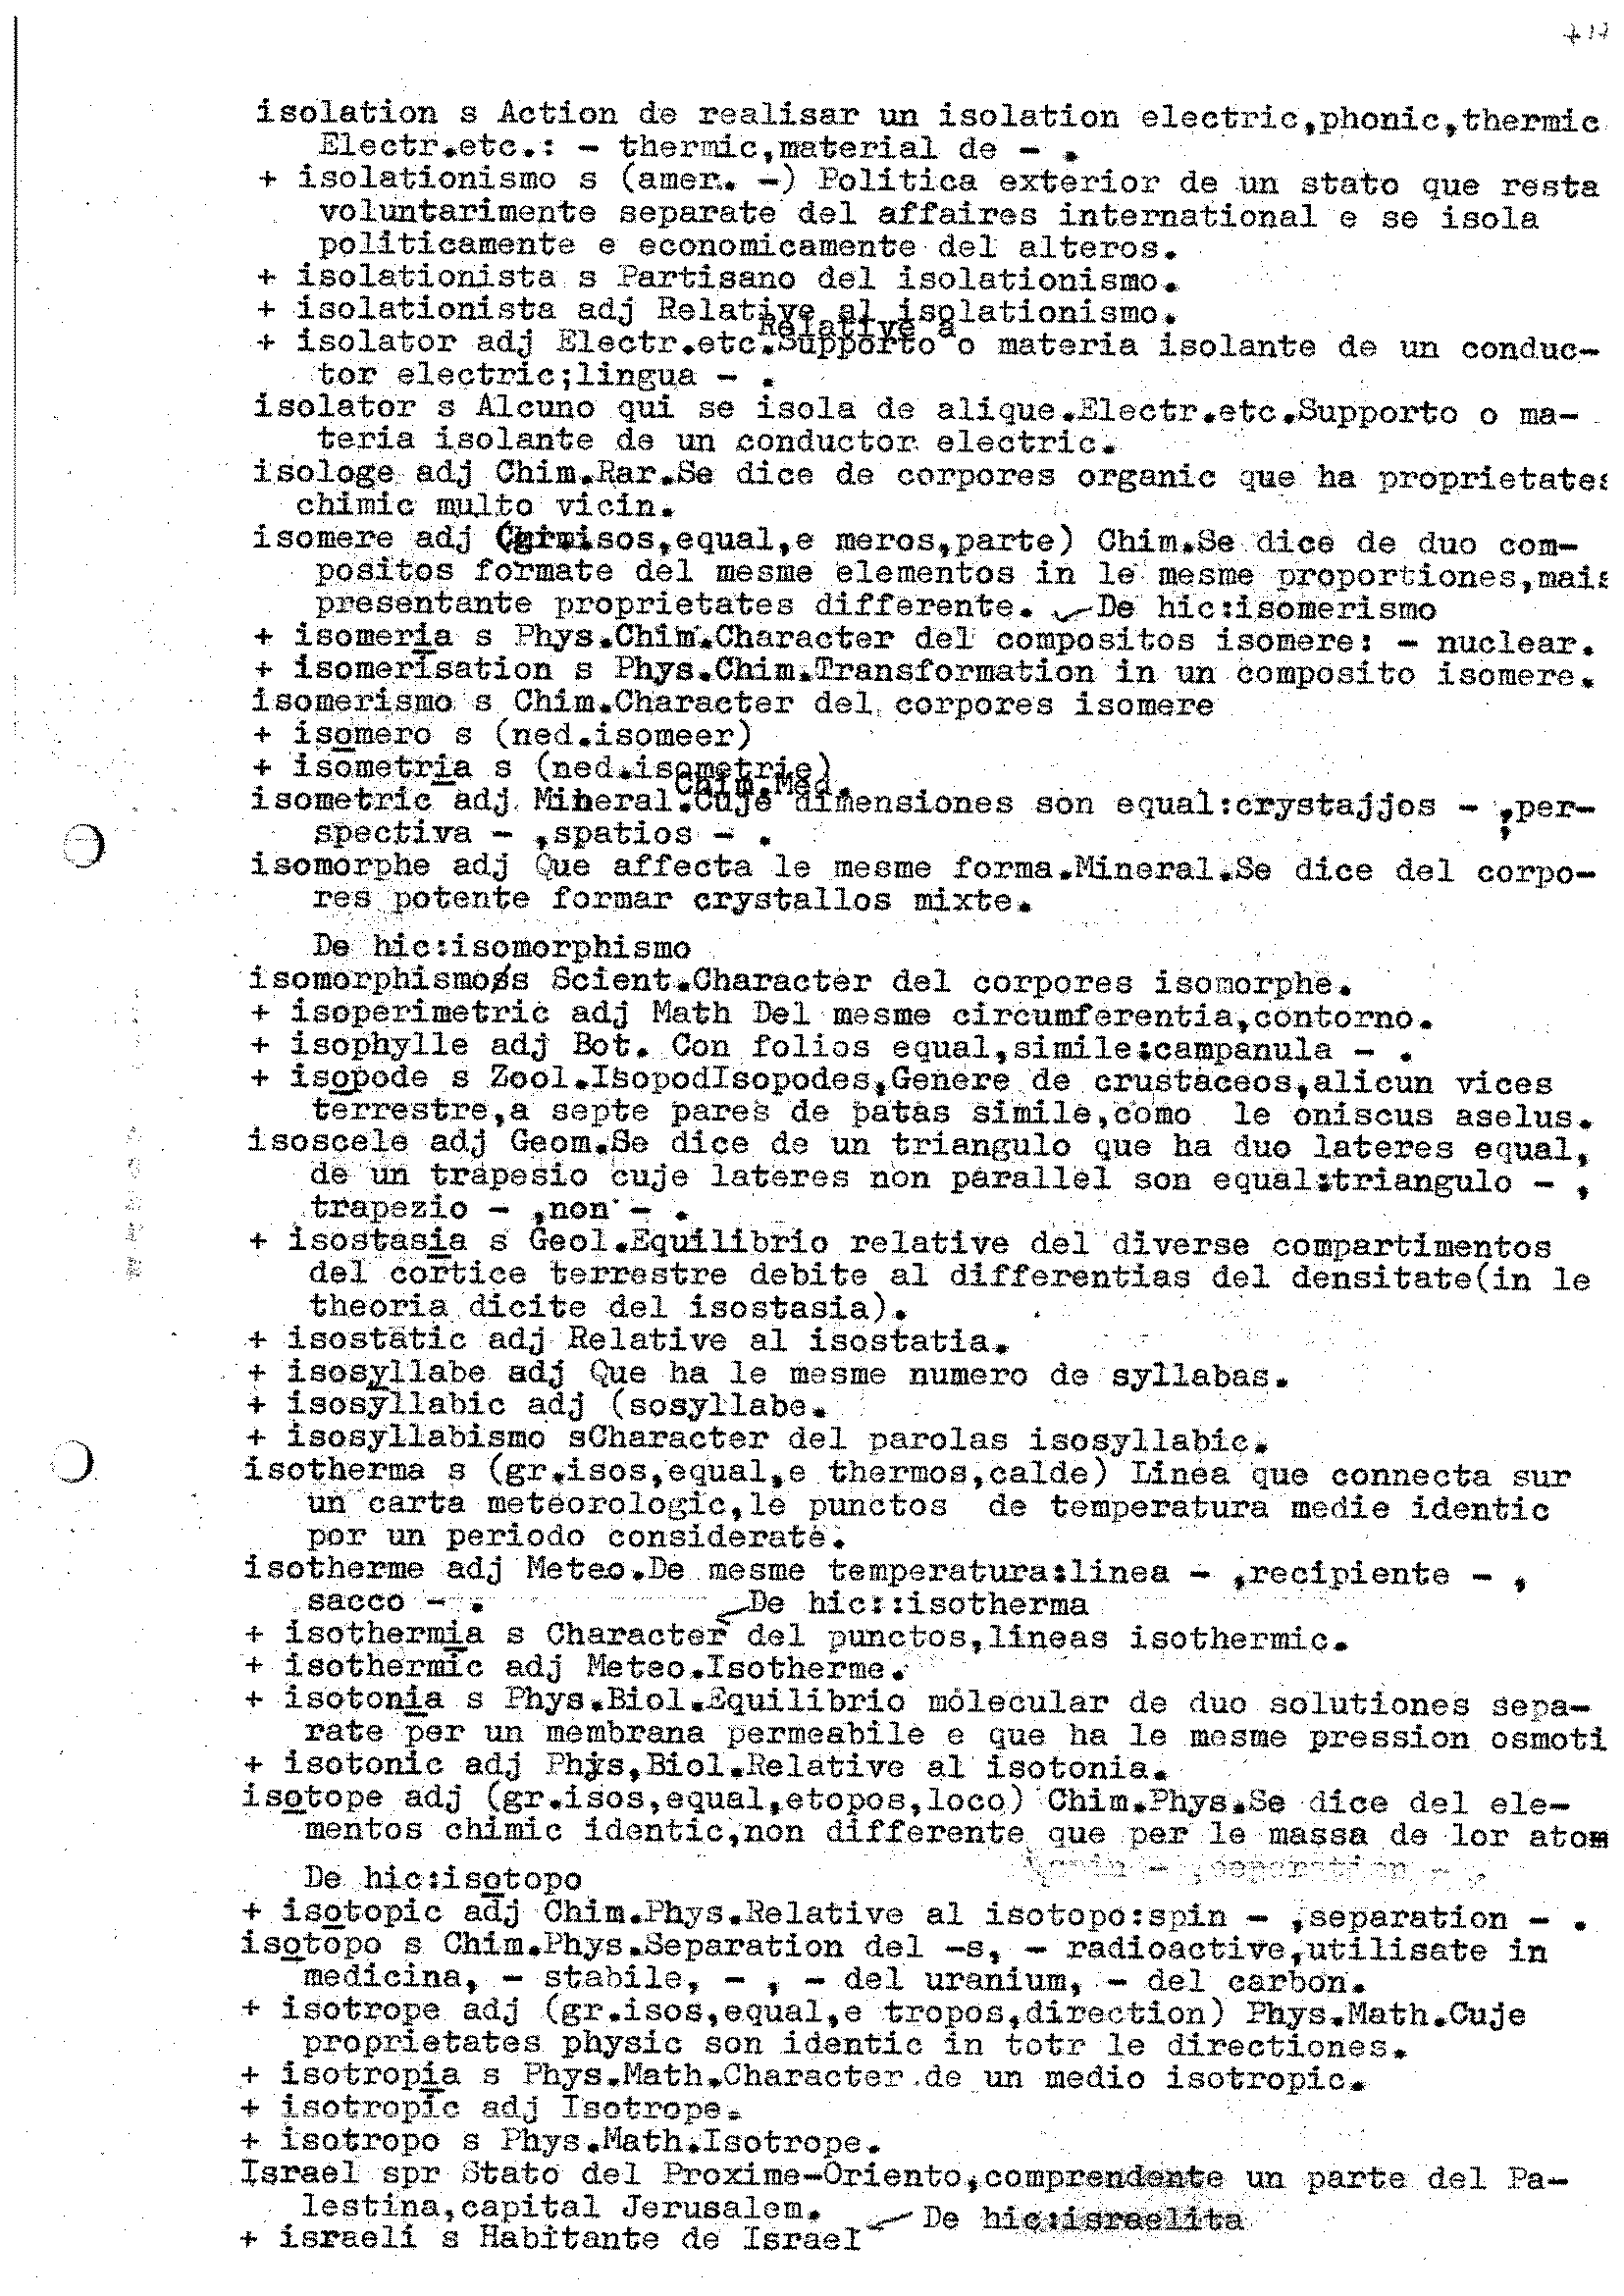 isolation s Action de realisar un isolation electric,phonic,thermic
Electr.etc.: - thermic,material de - .
+ isolationismo s (amer. -) Politica exterior de un stato que resta
voluntarimente separate del affaires international e se isola
politicamente e economicamente del alteros.
+ isolationista s Partisano del isolationismo.
+ isolationista adj Relative al isolationismo.
Relative a
+ isolator adj Electr.etc.Supporto o materia isolante de un conduc-
tor electric;lingua - .
isolator s Alcuno qui se isola de alique.Electr.etc.Supporto o ma-
teria isolante de un conductor electric.
isologe adj Chim.Rar.Se dice de corpores organic que ha proprietates
chimic multo vicin.
isomere adj (gr.isos,equal,e meros,parte) Chim.Se dice de duo com-
positos formate del mesme elementos in le mesme proportiones,mais
presentante proprietates differente. De hic:isomerismo
+ isomeria s Phys.Chim.Character del compositos isomere: - nuclear.
+ isomerisation s Phys.Chim.Transformation in un composito isomere.
isomerismo s Chim.Character del corpores isomere
+ isomero s (ned.isomeer)
+ isometria s (ned.isometrie)
Chim.Med.
isometric adj Mineral.Cuje dimensiones son equal:crystajjos - ,per-
spectiva - ,spatios - .
isomorphe adj Que affecta le mesme forma.Mineral.Se dice del corpo-
res potente formar crystallos mixte.
De hic:isomorphismo
isomorphismo s Scient.Character del corpores isomorphe.
+ isoperimetric adj Math Del mesme circumferentia,contorno.
+ isophylle adj Bot. Con folios equal,simile:campanula - .
+ isopode s Zool.IsopodIsopodes,Genere de crustaceos,alicun vices
terrestre,a septe pares de patas simile,como le oniscus aselus.
isoscele adj Geom.Se dice de un triangulo que ha duo lateres equal,
de un trapesio cuje lateres non parallel son equal:triangulo - ,
trapezio - ,non - .
+ isostasia s Geol.Equilibrio relative del diverse compartimentos
del cortice terrestre debite al differentias del densitate(in le
theoria dicite del isostasia).
+ isostatic adj Relative al isostatia.
+ isosyllabe adj Que ha le mesme numero de syllabas.
+ isosyllabic adj (sosyllabe.
+ isosyllabismo sCharacter del parolas isosyllabic.
isotherma s (gr.isos,equal,e thermos,calde) Linea que connecta sur
un carta meteorologic,le punctos de temperatura medie identic
por un periodo considerate.
isotherme adj Meteo.De mesme temperatura:linea - ,recipiente - ,
sacco - . De hic::isotherma
+ isothermia s Character del punctos,lineas isothermic.
+ isothermic adj Meteo.Isotherme.
+ isotonia s Phys.Biol.Equilibrio molecular de duo solutiones sepa-
rate per un membrana permeabile e que ha le mesme pression osmoti
+ isotonic adj Phys,Biol.Relative al isotonia.
isotope adj (gr.isos,equal,etopos,loco) Chim.Phys.Se dice del ele-
mentos chimic identic,non differente que per le massa de lor atom
- ,separation - .
De hic:isotopo
+ isotopic adj Chim.Phys.Relative al isotopo:spin - ,separation - .
isotopo s Chim.Phys.Separation del -s, - radioactive,utilisate in
medicina, - stabile, - , - del uranium, - del carbon.
+ isotrope adj (gr.isos,equal,e tropos,direction) Phys.Math.Cuje
proprietates physic son identic in totr le directiones.
+ isotropia s Phys.Math.Character de un medio isotropic.
+ isotropic adj Isotrope.
+ isotropo s Phys.Math.Isotrope.
Israel spr Stato del Proxime-Oriento,comprendente un parte del Pa-
lestina,capital Jerusalem. De hic:israelita
+ israeli s Habitante de Israel